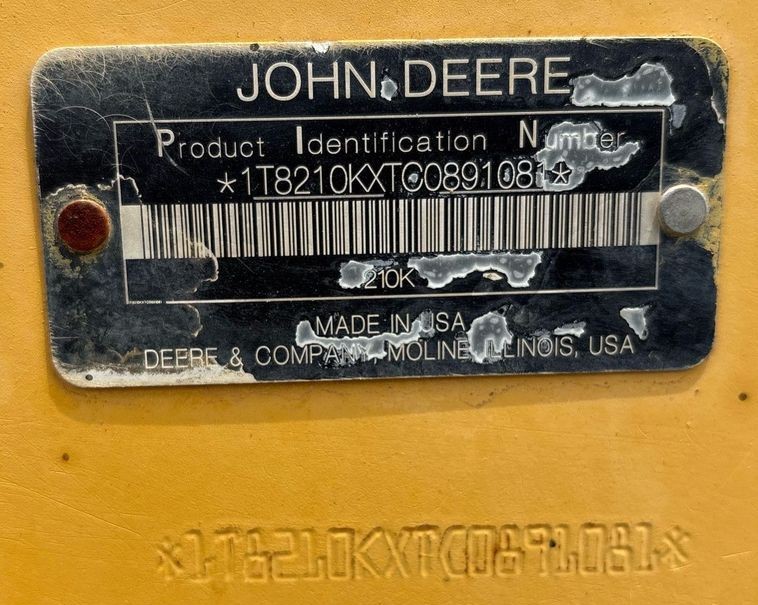 JOHN DEERE
Product Identification Number
*1T8210KXTC0891081*
210K
MADE IN USA
DEERE & COMPANY, MOLINE, ILLINOIS, USA
*1T8210KXTC0891081*